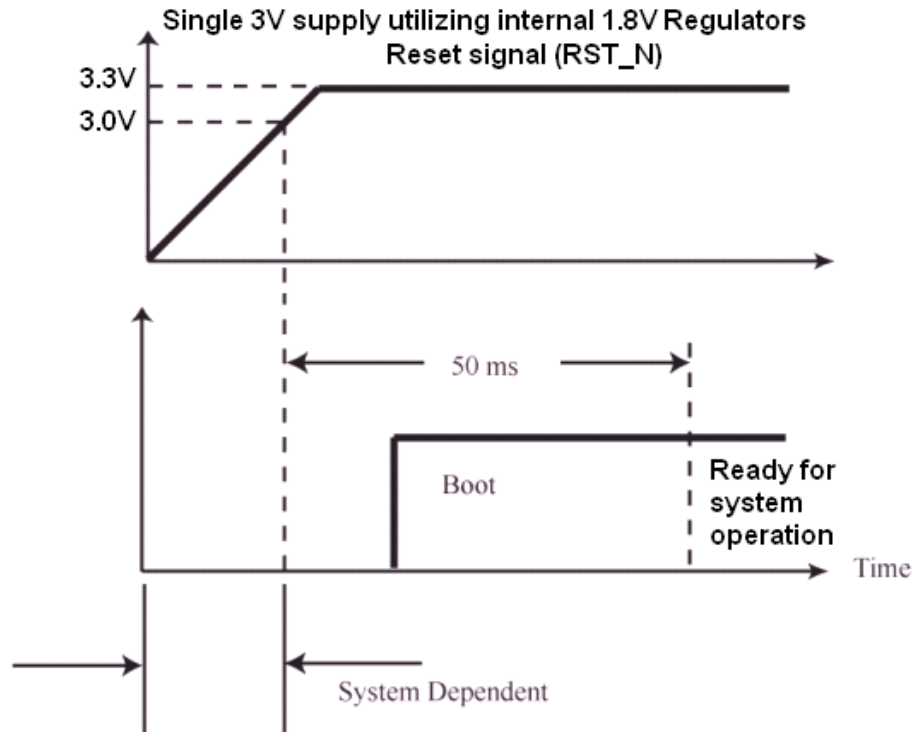 Single 3V supply utilizing internal 1.8V Regulators
Reset signal (RST_N)
3.3V
3.0V
50 ms
Boot
Ready for
system
operation
Time
System Dependent